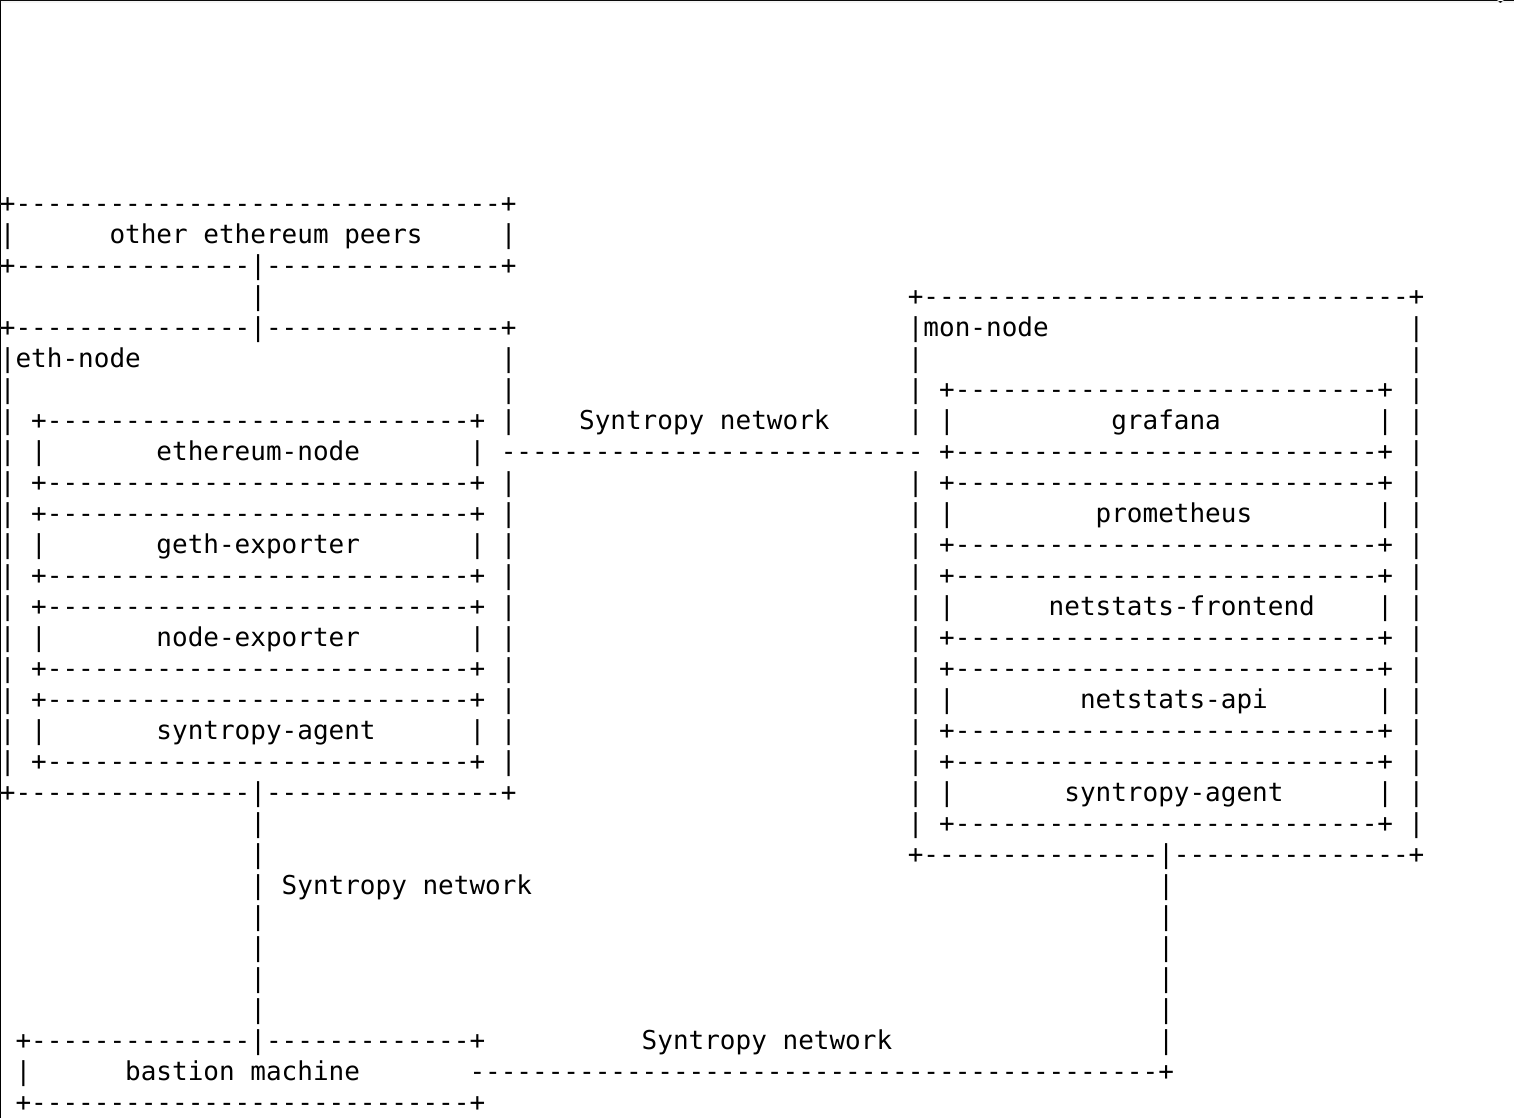 other ethereum peers
eth-node
ethereum-node
geth-exporter
node-exporter
syntropy-agent
Syntropy network
mon-node
grafana
prometheus
netstats-frontend
netstats-api
syntropy-agent
Syntropy network
bastion machine
Syntropy network